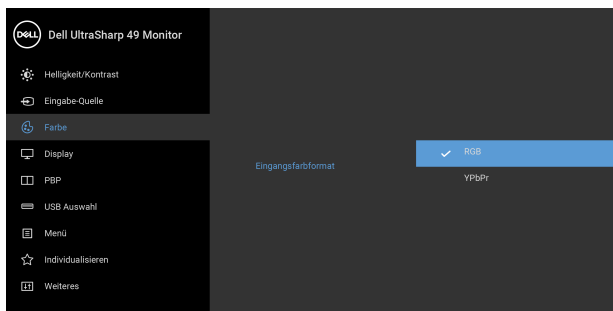 DELL Dell UltraSharp 49 Monitor
Helligkeit/Kontrast
Eingabe-Quelle
Farbe
Display
PBP
USB Auswahl
Menü
Individualisieren
Weiteres
Eingangsfarbformat
RGB
YPbPr